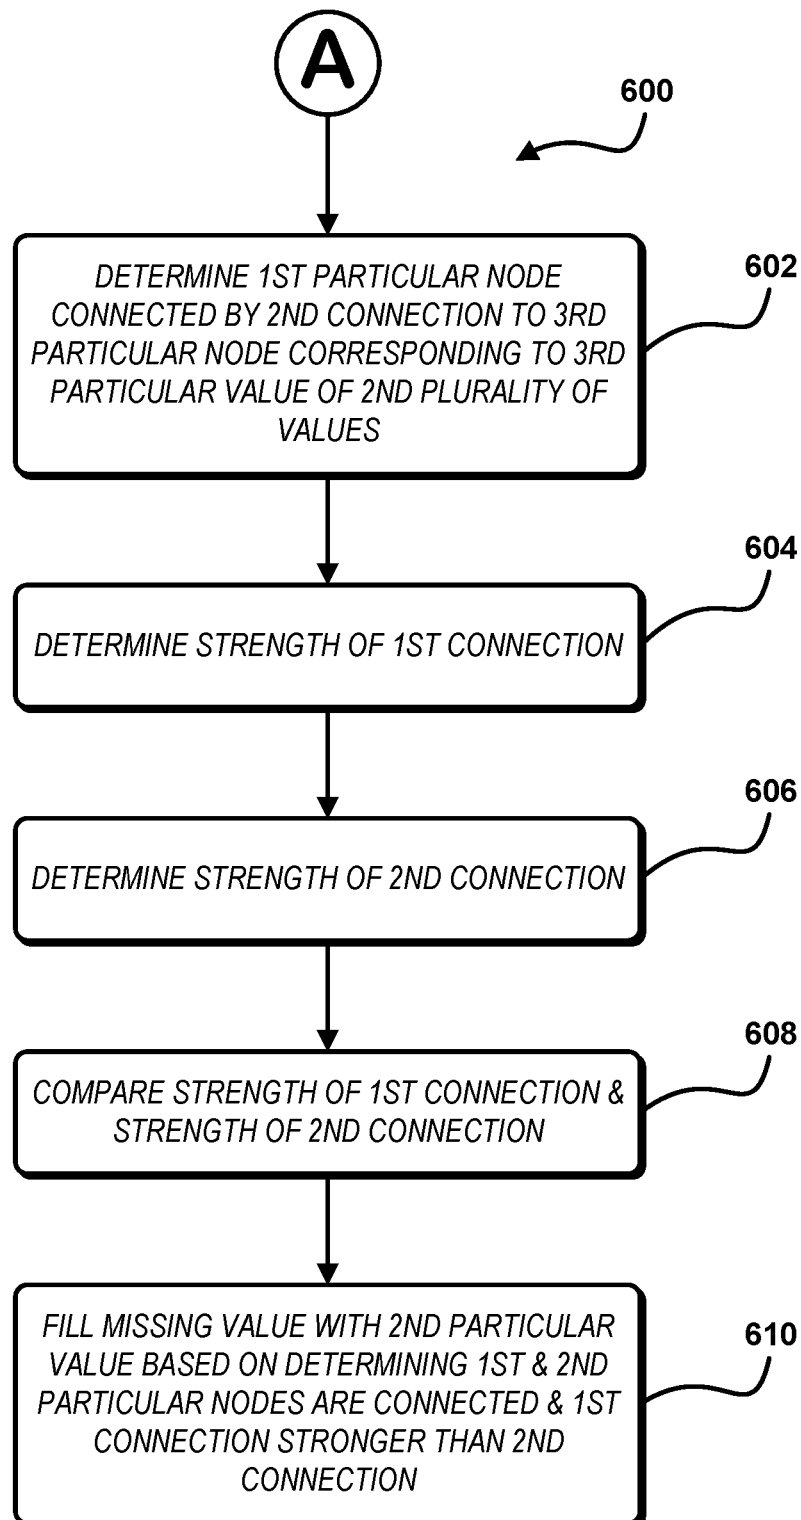 A
600
DETERMINE 1ST PARTICULAR NODE
CONNECTED BY 2ND CONNECTION TO 3RD
PARTICULAR NODE CORRESPONDING TO 3RD
PARTICULAR VALUE OF 2ND PLURALITY OF
VALUES
602
DETERMINE STRENGTH OF 1ST CONNECTION
604
DETERMINE STRENGTH OF 2ND CONNECTION
606
COMPARE STRENGTH OF 1ST CONNECTION &
STRENGTH OF 2ND CONNECTION
608
FILL MISSING VALUE WITH 2ND PARTICULAR
VALUE BASED ON DETERMINING 1ST & 2ND
PARTICULAR NODES ARE CONNECTED & 1ST
CONNECTION STRONGER THAN 2ND
CONNECTION
610